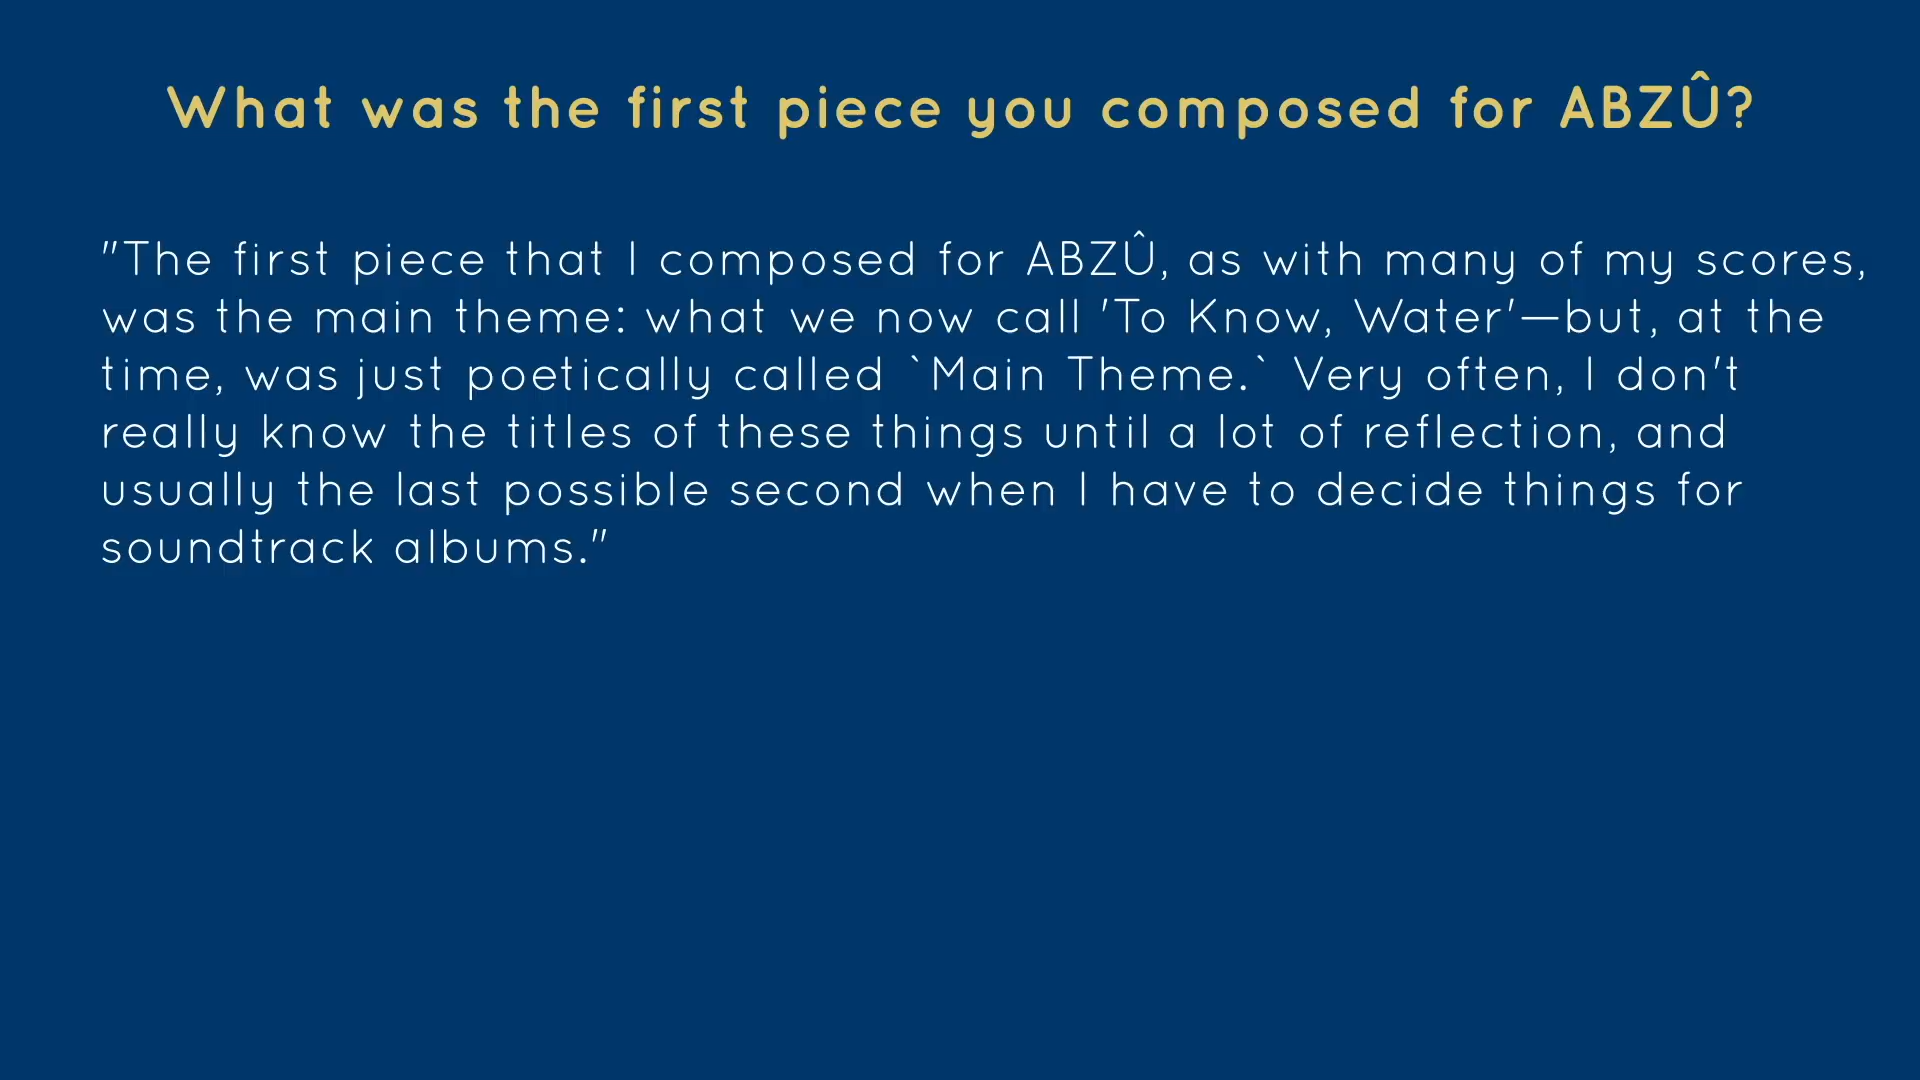 What was the first piece you composed for ABZÛ?
"The first piece that I composed for ABZÛ, as with many of my scores,
was the main theme: what we now call 'To Know, Water'—but, at the
time, was just poetically called `Main Theme.` Very often, I don't
really know the titles of these things until a lot of reflection, and
usually the last possible second when I have to decide things for
soundtrack albums."